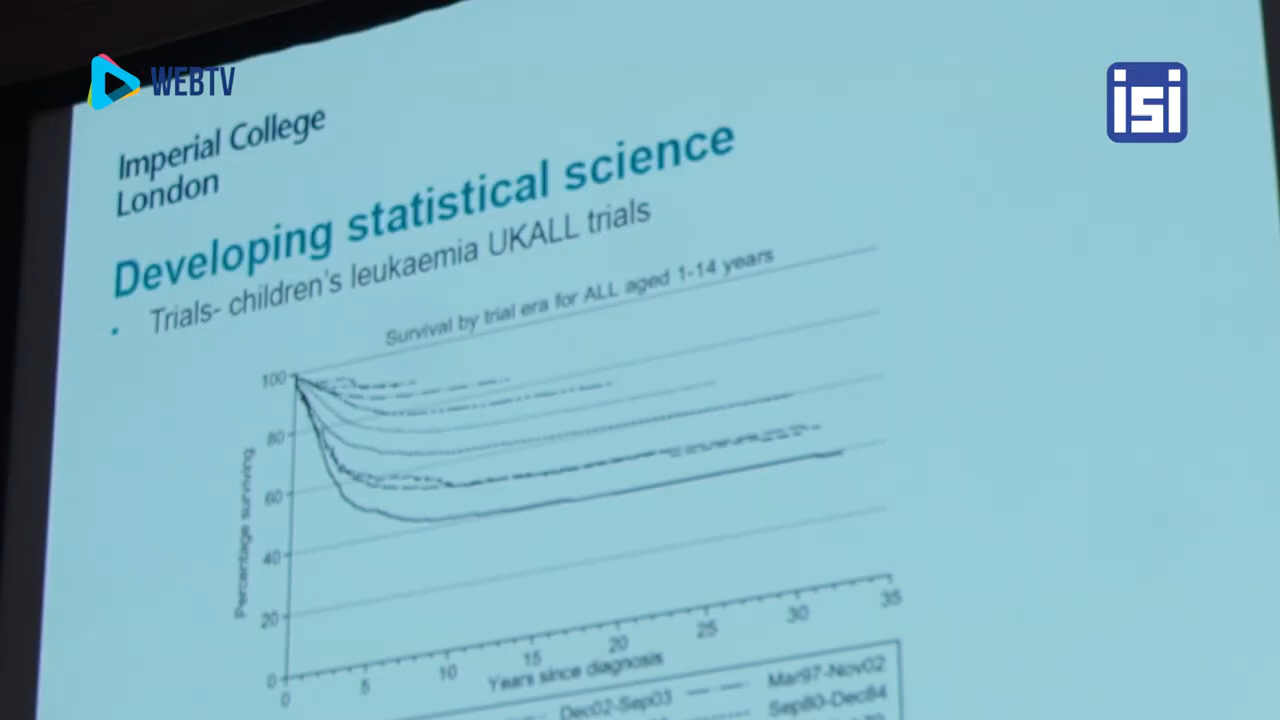 WEBTV
isi
Imperial College
London
Developing statistical science
• Trials- children's leukaemia UKALL trials
Survival by trial era for ALL aged 1-14 years
100
80
60
40
20
0
Percentage surviving
0 5 10 15 20 25 30 35
Years since diagnosis
Dec02-Sep03 Mar97-Nov02
Sep80-Dec84